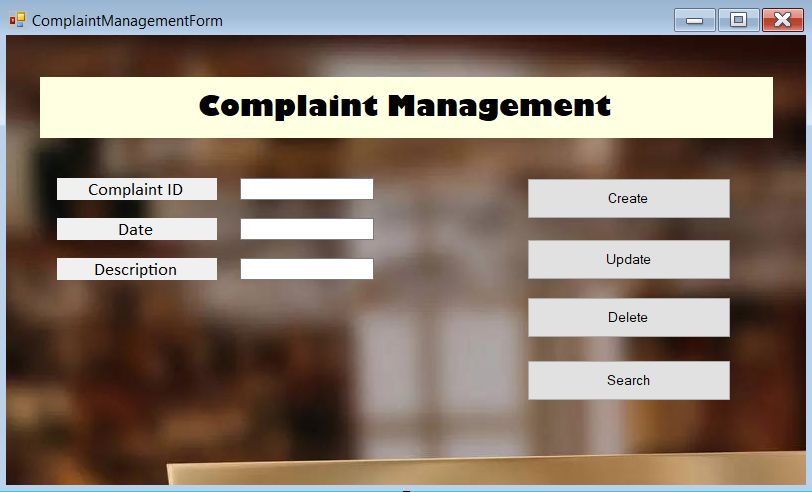 ComplaintManagementForm
Complaint Management
Complaint ID
Date
Description
Create
Update
Delete
Search